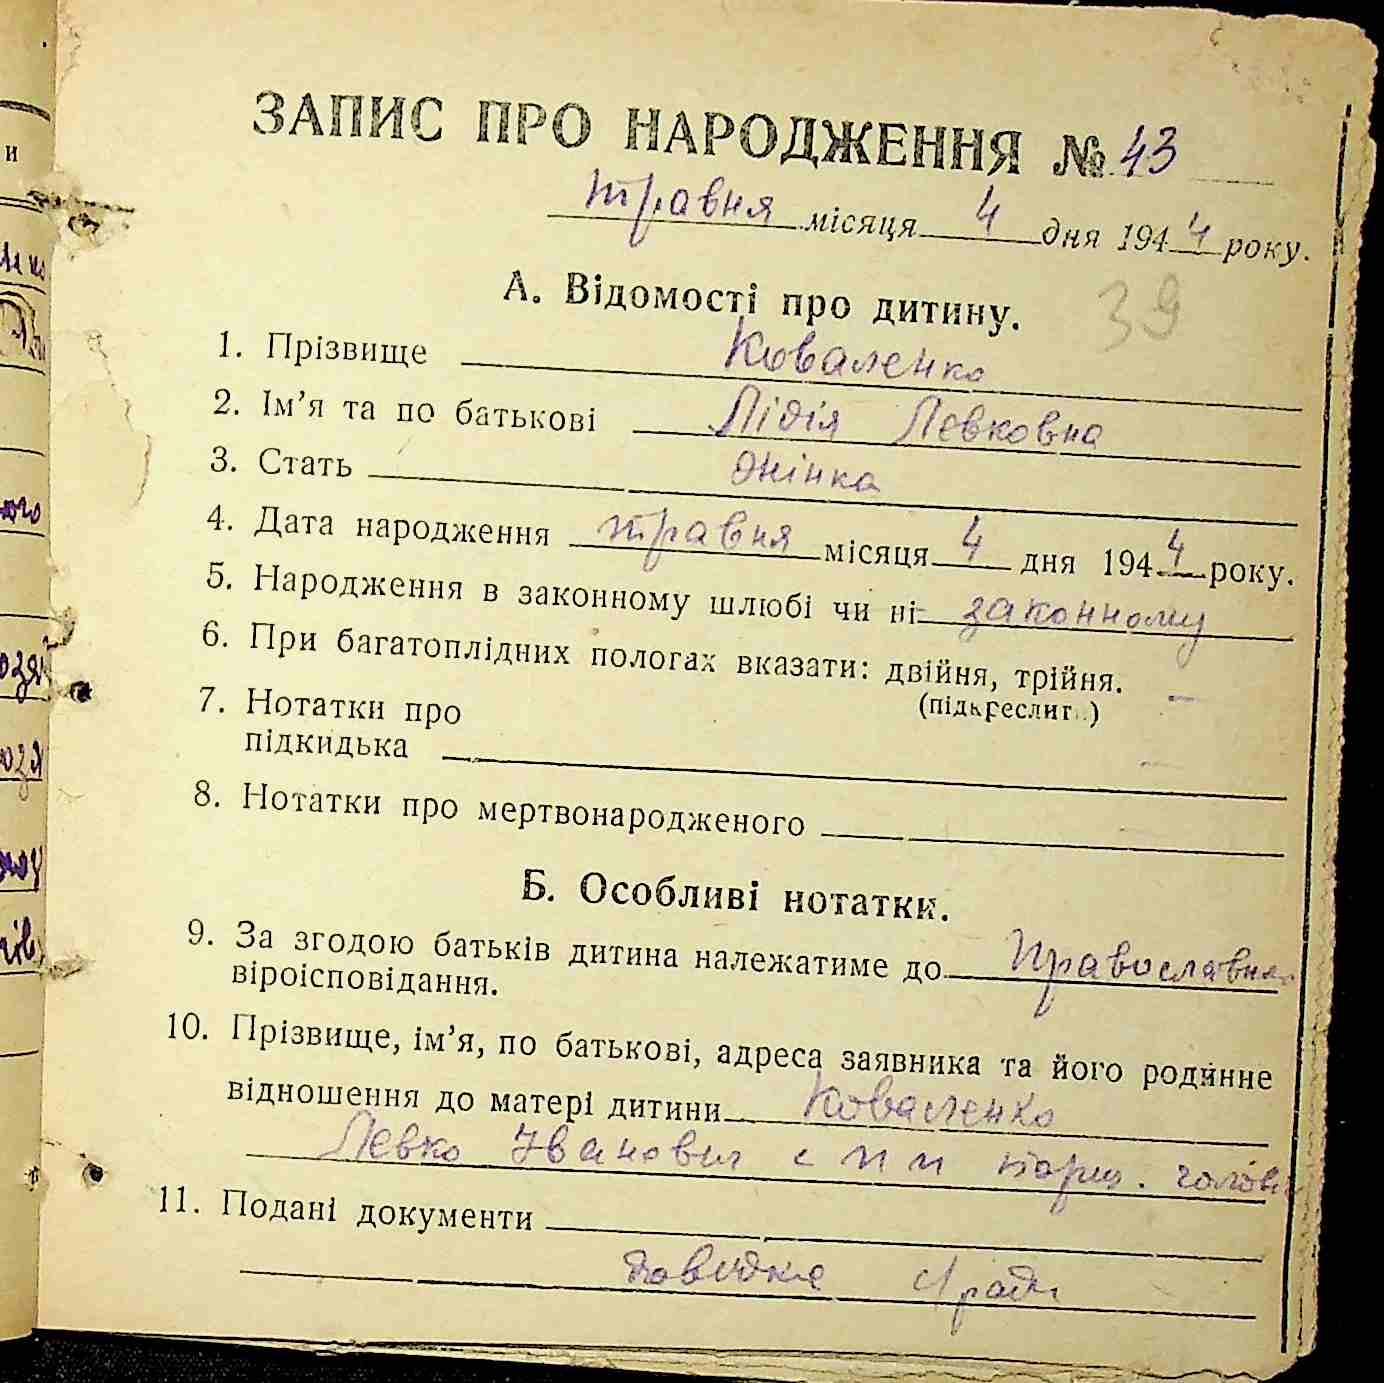 ЗАПИС ПРО НАРОДЖЕННЯ № 43
травня місяця 4 дня 1944 року.
39
А. Відомості про дитину.
1. Прізвище Коваленко
2. Ім’я та по батькові Лідія Левковна
3. Стать жінка
4. Дата народження травня місяця 4 дня 1944 року.
5. Народження в законному шлюбі чи ні законному
6. При багатоплідних пологах вказати: двійня, трійня. —
(підкреслит..)
7. Нотатки про
підкидька —
8. Нотатки про мертвонародженого
Б. Особливі нотатки.
9. За згодою батьків дитина належатиме до Православна
віроісповідання.
10. Прізвище, ім’я, по батькові, адреса заявника та його родинне
відношення до матері дитини Коваленко
Левко Іванович с
11. Подані документи
довидка